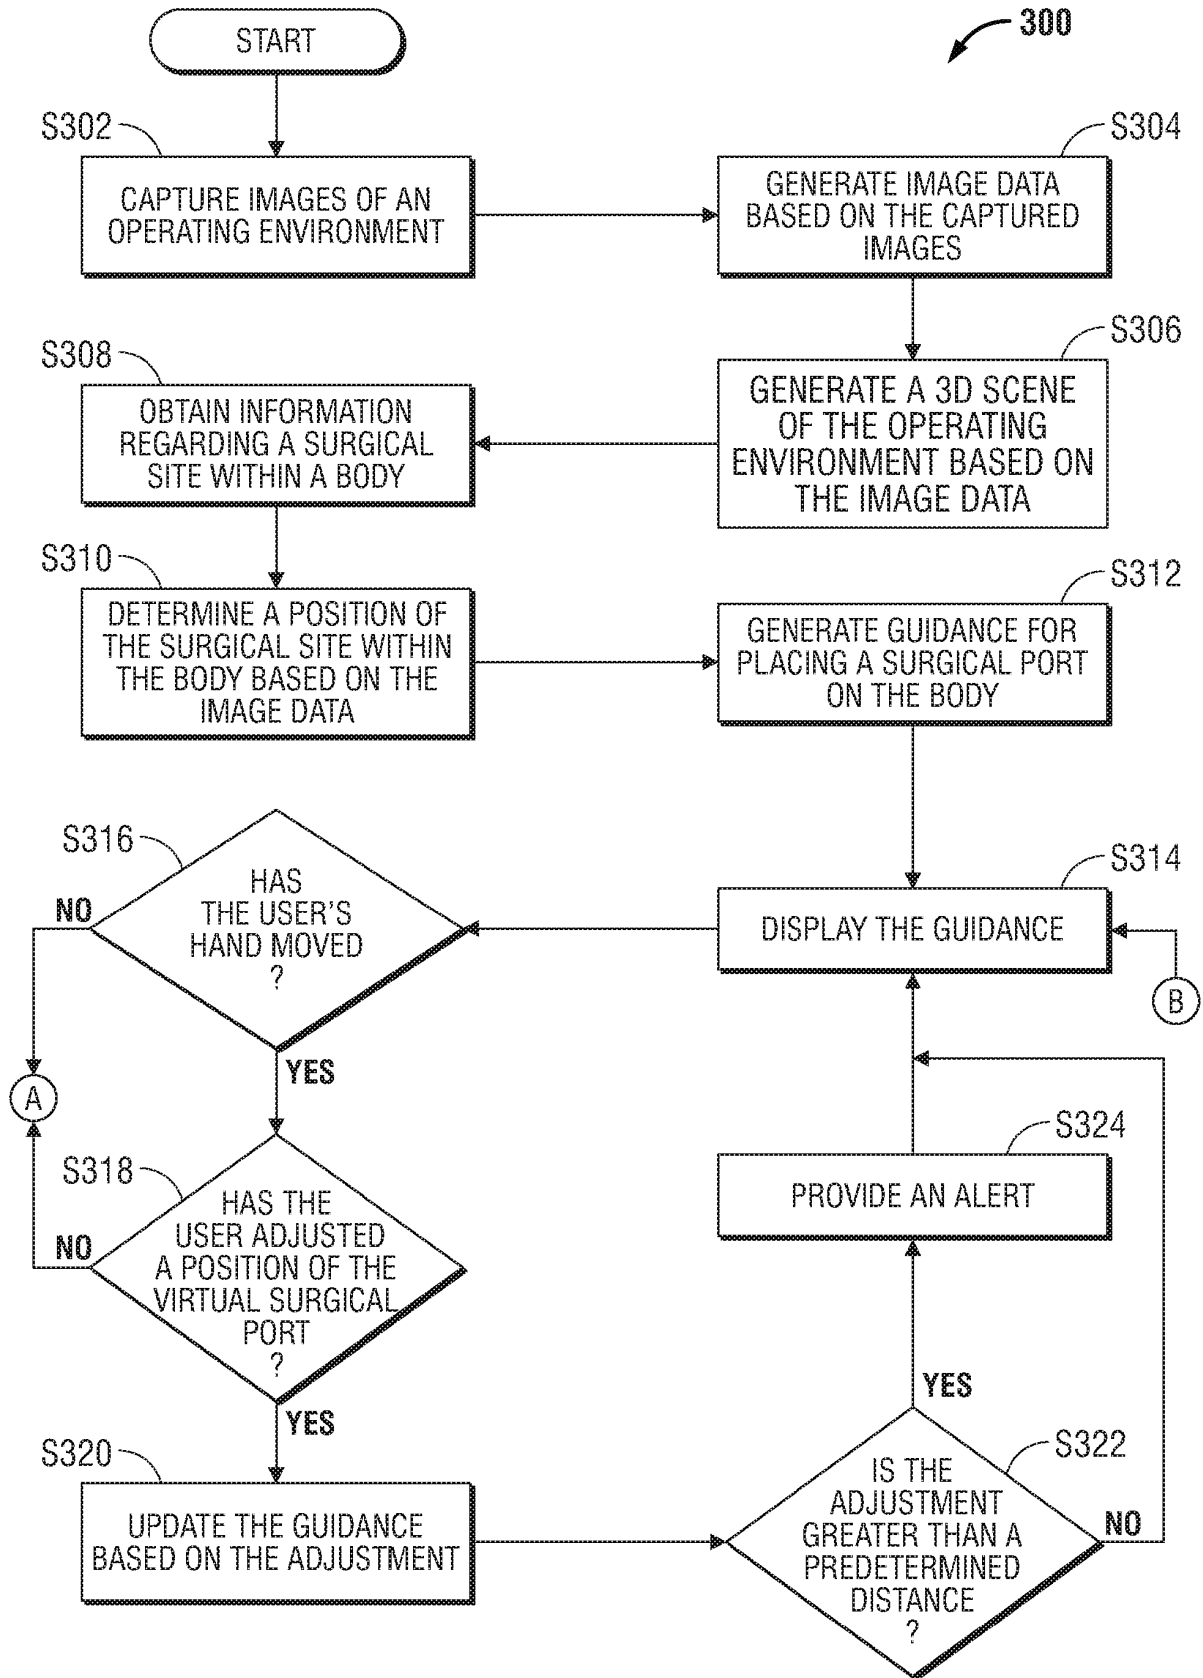 START
300
S302
CAPTURE IMAGES OF AN
OPERATING ENVIRONMENT
S304
GENERATE IMAGE DATA
BASED ON THE CAPTURED
IMAGES
S306
GENERATE A 3D SCENE
OF THE OPERATING
ENVIRONMENT BASED ON
THE IMAGE DATA
S308
OBTAIN INFORMATION
REGARDING A SURGICAL
SITE WITHIN A BODY
S310
DETERMINE A POSITION OF
THE SURGICAL SITE WITHIN
THE BODY BASED ON THE
IMAGE DATA
S312
GENERATE GUIDANCE FOR
PLACING A SURGICAL PORT
ON THE BODY
S314
DISPLAY THE GUIDANCE
B
S316
HAS
THE USER'S
HAND MOVED
?
NO
YES
A
S318
HAS THE
USER ADJUSTED
A POSITION OF THE
VIRTUAL SURGICAL
PORT
?
NO
YES
S320
UPDATE THE GUIDANCE
BASED ON THE ADJUSTMENT
S322
IS THE
ADJUSTMENT
GREATER THAN A
PREDETERMINED
DISTANCE
?
YES
NO
S324
PROVIDE AN ALERT